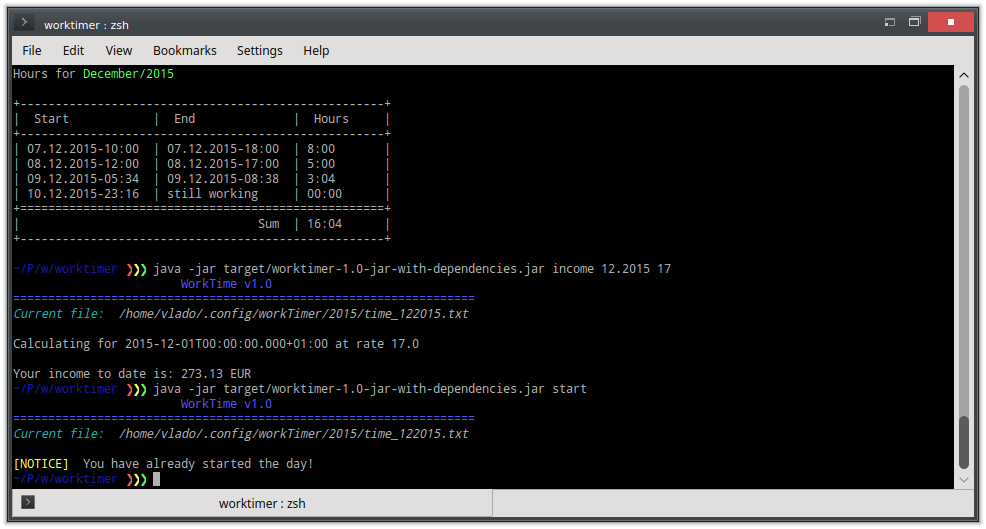 worktimer : zsh
File Edit View Bookmarks Settings Help
Hours for December/2015
+----------------------------------------------------+
|  Start            |  End              |  Hours     |
+----------------------------------------------------+
| 07.12.2015-10:00  | 07.12.2015-18:00  | 8:00       |
| 08.12.2015-12:00  | 08.12.2015-17:00  | 5:00       |
| 09.12.2015-05:34  | 09.12.2015-08:38  | 3:04       |
| 10.12.2015-23:16  | still working     | 00:00      |
+====================================================+
|                                  Sum  | 16:04      |
+----------------------------------------------------+
~/P/w/worktimer ❯❯❯ java -jar target/worktimer-1.0-jar-with-dependencies.jar income 12.2015 17
WorkTime v1.0
==================================================================
Current file:  /home/vlado/.config/workTimer/2015/time_122015.txt
Calculating for 2015-12-01T00:00:00.000+01:00 at rate 17.0
Your income to date is: 273.13 EUR
~/P/w/worktimer ❯❯❯ java -jar target/worktimer-1.0-jar-with-dependencies.jar start
WorkTime v1.0
==================================================================
Current file:  /home/vlado/.config/workTimer/2015/time_122015.txt
[NOTICE]  You have already started the day!
~/P/w/worktimer ❯❯❯
worktimer : zsh